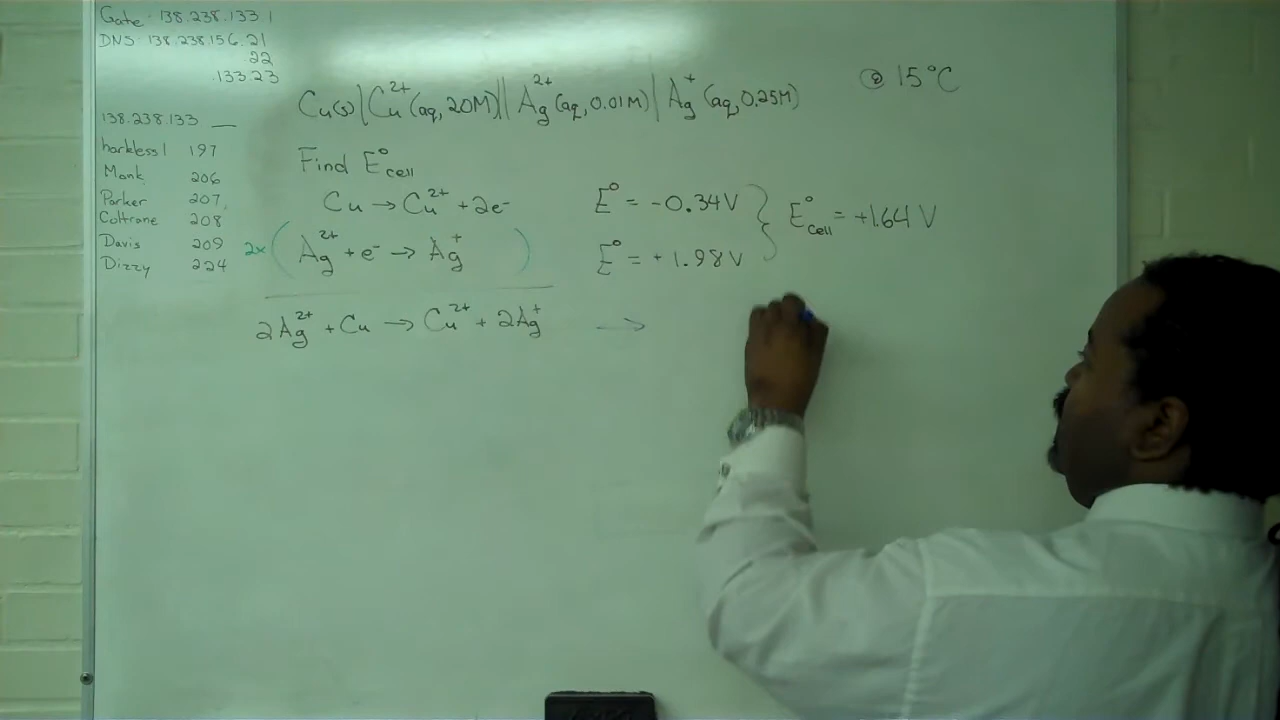 Gate 138.238.133.1
DNS 138.238.156.21
22
.133.23
138.238.133 __
harkless1 197
Monk 206
Parker 207
Coltrane 208
Davis 209
Dizzy 224
Cu(s)|Cu²⁺(aq, 2.0M)||Ag²⁺(aq, 0.01M)|Ag⁺(aq, 0.25M) @ 15°C
Find E°cell
Cu → Cu²⁺ + 2e⁻ E° = -0.34V
2x (Ag²⁺ + e⁻ → Ag⁺) E° = +1.98V
} E°cell = +1.64 V
2Ag²⁺ + Cu → Cu²⁺ + 2Ag⁺ →